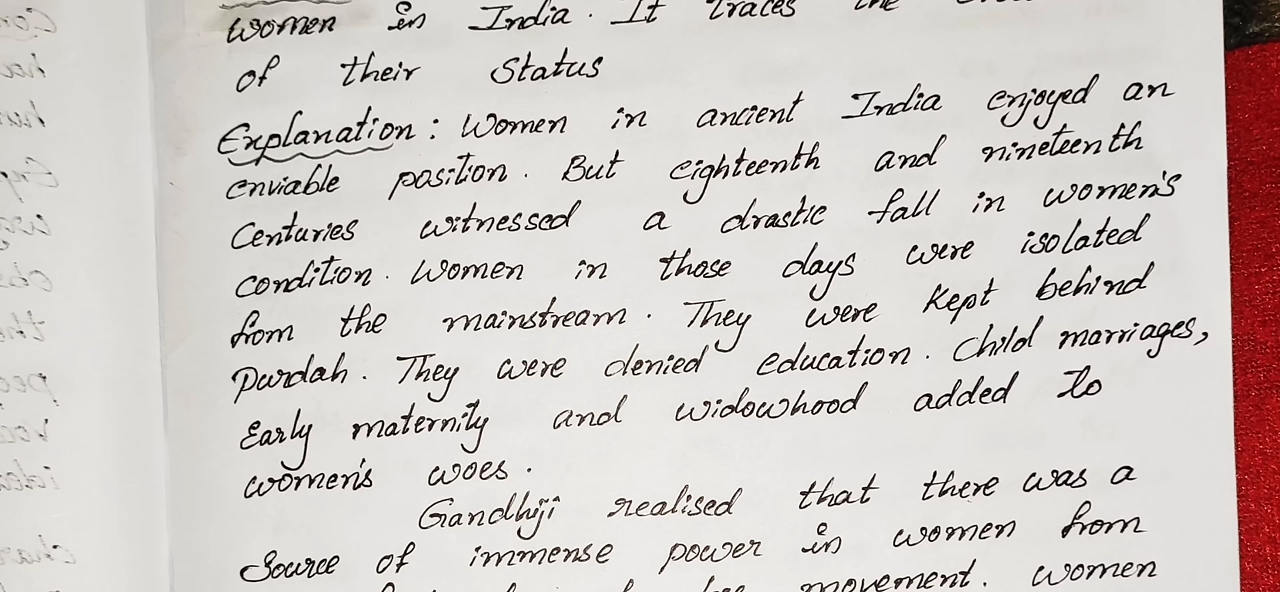 women in India. It traces the
of their Status
Explanation: Women in ancient India enjoyed an
enviable position. But eighteenth and nineteenth
Centuries witnessed a drastic fall in women's
condition. Women in those days were isolated
from the mainstream. They were kept behind
Purdah. They were denied education. Child marriages,
Early maternity and widowhood added to
women's woes.
Gandhiji realised that there was a
Source of immense power in women from
movement. Women